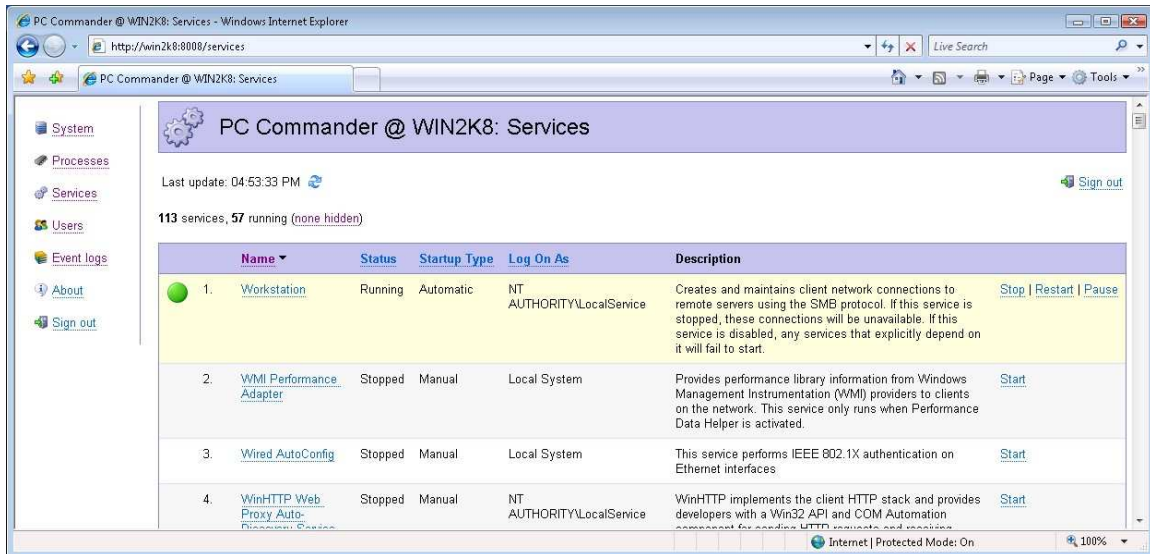 PC Commander @ WIN2K8: Services - Windows Internet Explorer
http://win2k8:8008/services
Live Search
PC Commander @ WIN2K8: Services
Page
Tools
System
Processes
Services
Users
Event logs
About
Sign out
PC Commander @ WIN2K8: Services
Last update: 04:53:33 PM
Sign out
113 services, 57 running (none hidden)
Name
Status
Startup Type
Log On As
Description
1.
Workstation
Running
Automatic
NT
AUTHORITY\LocalService
Creates and maintains client network connections to
remote servers using the SMB protocol. If this service is
stopped, these connections will be unavailable. If this
service is disabled, any services that explicitly depend on
it will fail to start.
Stop | Restart | Pause
2.
WMI Performance
Adapter
Stopped
Manual
Local System
Provides performance library information from Windows
Management Instrumentation (WMI) providers to clients
on the network. This service only runs when Performance
Data Helper is activated.
Start
3.
Wired AutoConfig
Stopped
Manual
Local System
This service performs IEEE 802.1X authentication on
Ethernet interfaces
Start
4.
WinHTTP Web
Proxy Auto-
Discovery Service
Stopped
Manual
NT
AUTHORITY\LocalService
WinHTTP implements the client HTTP stack and provides
developers with a Win32 API and COM Automation
component for sending HTTP requests and receiving
Start
Internet | Protected Mode: On
100%